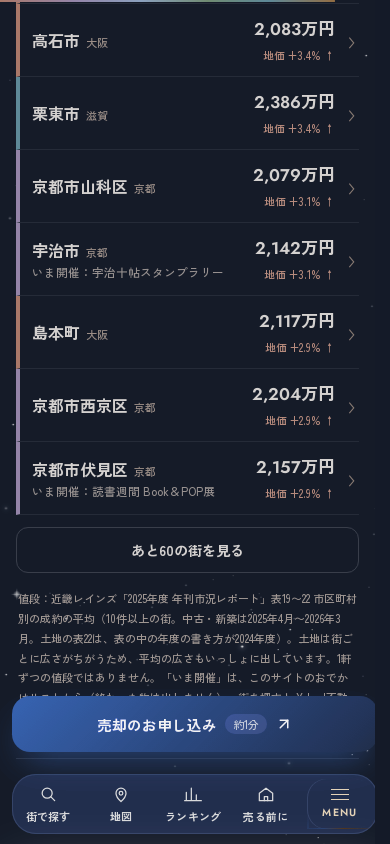 高石市 大阪
2,083万円
地価 +3.4% ↑
栗東市 滋賀
2,386万円
地価 +3.4% ↑
京都市山科区 京都
2,079万円
地価 +3.1% ↑
宇治市 京都
いま開催：宇治十帖スタンプラリー
2,142万円
地価 +3.1% ↑
島本町 大阪
2,117万円
地価 +2.9% ↑
京都市西京区 京都
2,204万円
地価 +2.9% ↑
京都市伏見区 京都
いま開催：読書週間 Book＆POP展
2,157万円
地価 +2.9% ↑
あと60の街を見る
値段：近畿レインズ「2025年度 年刊市況レポート」表19〜22 市区町村
別の成約の平均（10件以上の街。中古・新築は2025年4月〜2026年3
月。土地の表22は、表の中の年度の書き方が2024年度）。土地は街ご
とに広さがちがうため、平均の広さもいっしょに出しています。1軒
ずつの値段ではありません。「いま開催」は、このサイトのおでか
売却のお申し込み 約1分
街で探す
地図
ランキング
売る前に
MENU